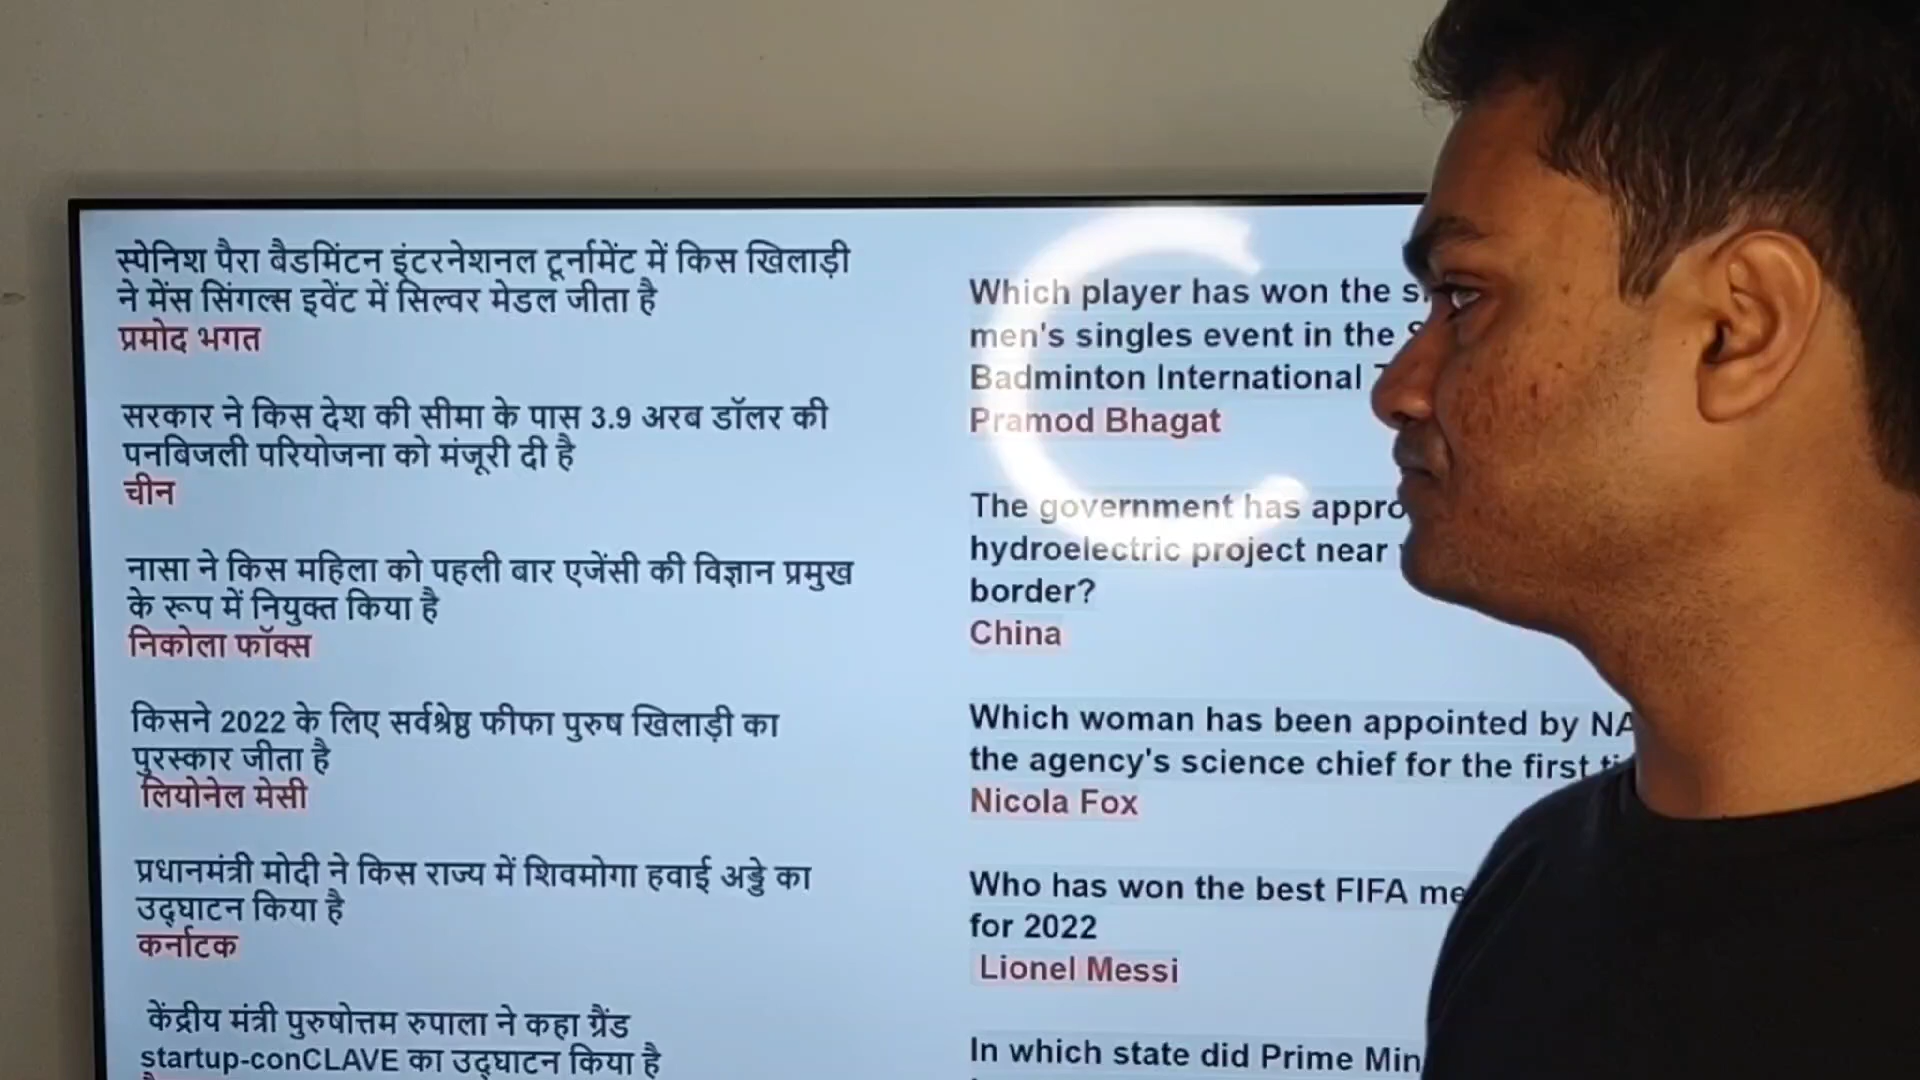 स्पेनिश पैरा बैडमिंटन इंटरनेशनल टूर्नामेंट में किस खिलाड़ी
ने मेंस सिंगल्स इवेंट में सिल्वर मेडल जीता है
प्रमोद भगत
सरकार ने किस देश की सीमा के पास 3.9 अरब डॉलर की
पनबिजली परियोजना को मंजूरी दी है
चीन
नासा ने किस महिला को पहली बार एजेंसी की विज्ञान प्रमुख
के रूप में नियुक्त किया है
निकोला फॉक्स
किसने 2022 के लिए सर्वश्रेष्ठ फीफा पुरुष खिलाड़ी का
पुरस्कार जीता है
लियोनेल मेसी
प्रधानमंत्री मोदी ने किस राज्य में शिवमोगा हवाई अड्डे का
उद्घाटन किया है
कर्नाटक
केंद्रीय मंत्री पुरुषोत्तम रुपाला ने कहा ग्रैंड
startup-conCLAVE का उद्घाटन किया है
Which player has won the
men's singles event in the
Badminton International
Pramod Bhagat
The government has
hydroelectric project near
border?
China
Which woman has been appointed by
the agency's science chief for the first
Nicola Fox
Who has won the best FIFA
for 2022
Lionel Messi
In which state did Prime